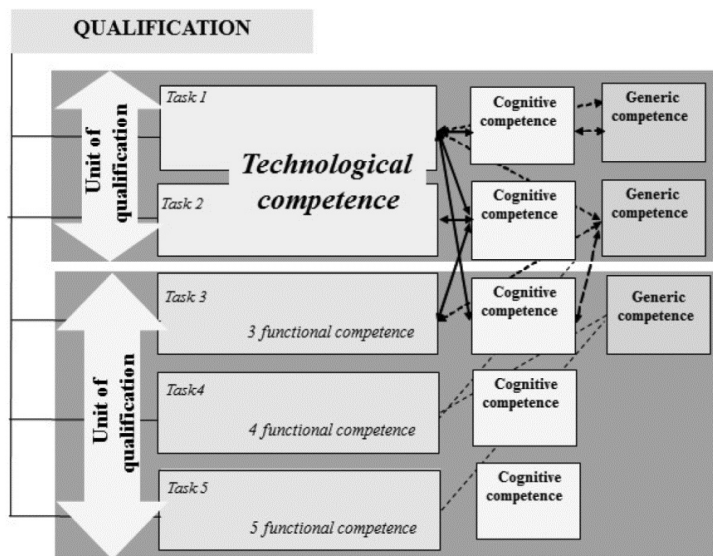 QUALIFICATION
Unit of
qualification
Task 1
Technological
competence
Task 2
Cognitive
competence
Generic
competence
Cognitive
competence
Generic
competence
Unit of
qualification
Task 3
3 functional competence
Cognitive
competence
Generic
competence
Task4
4 functional competence
Cognitive
competence
Task 5
5 functional competence
Cognitive
competence